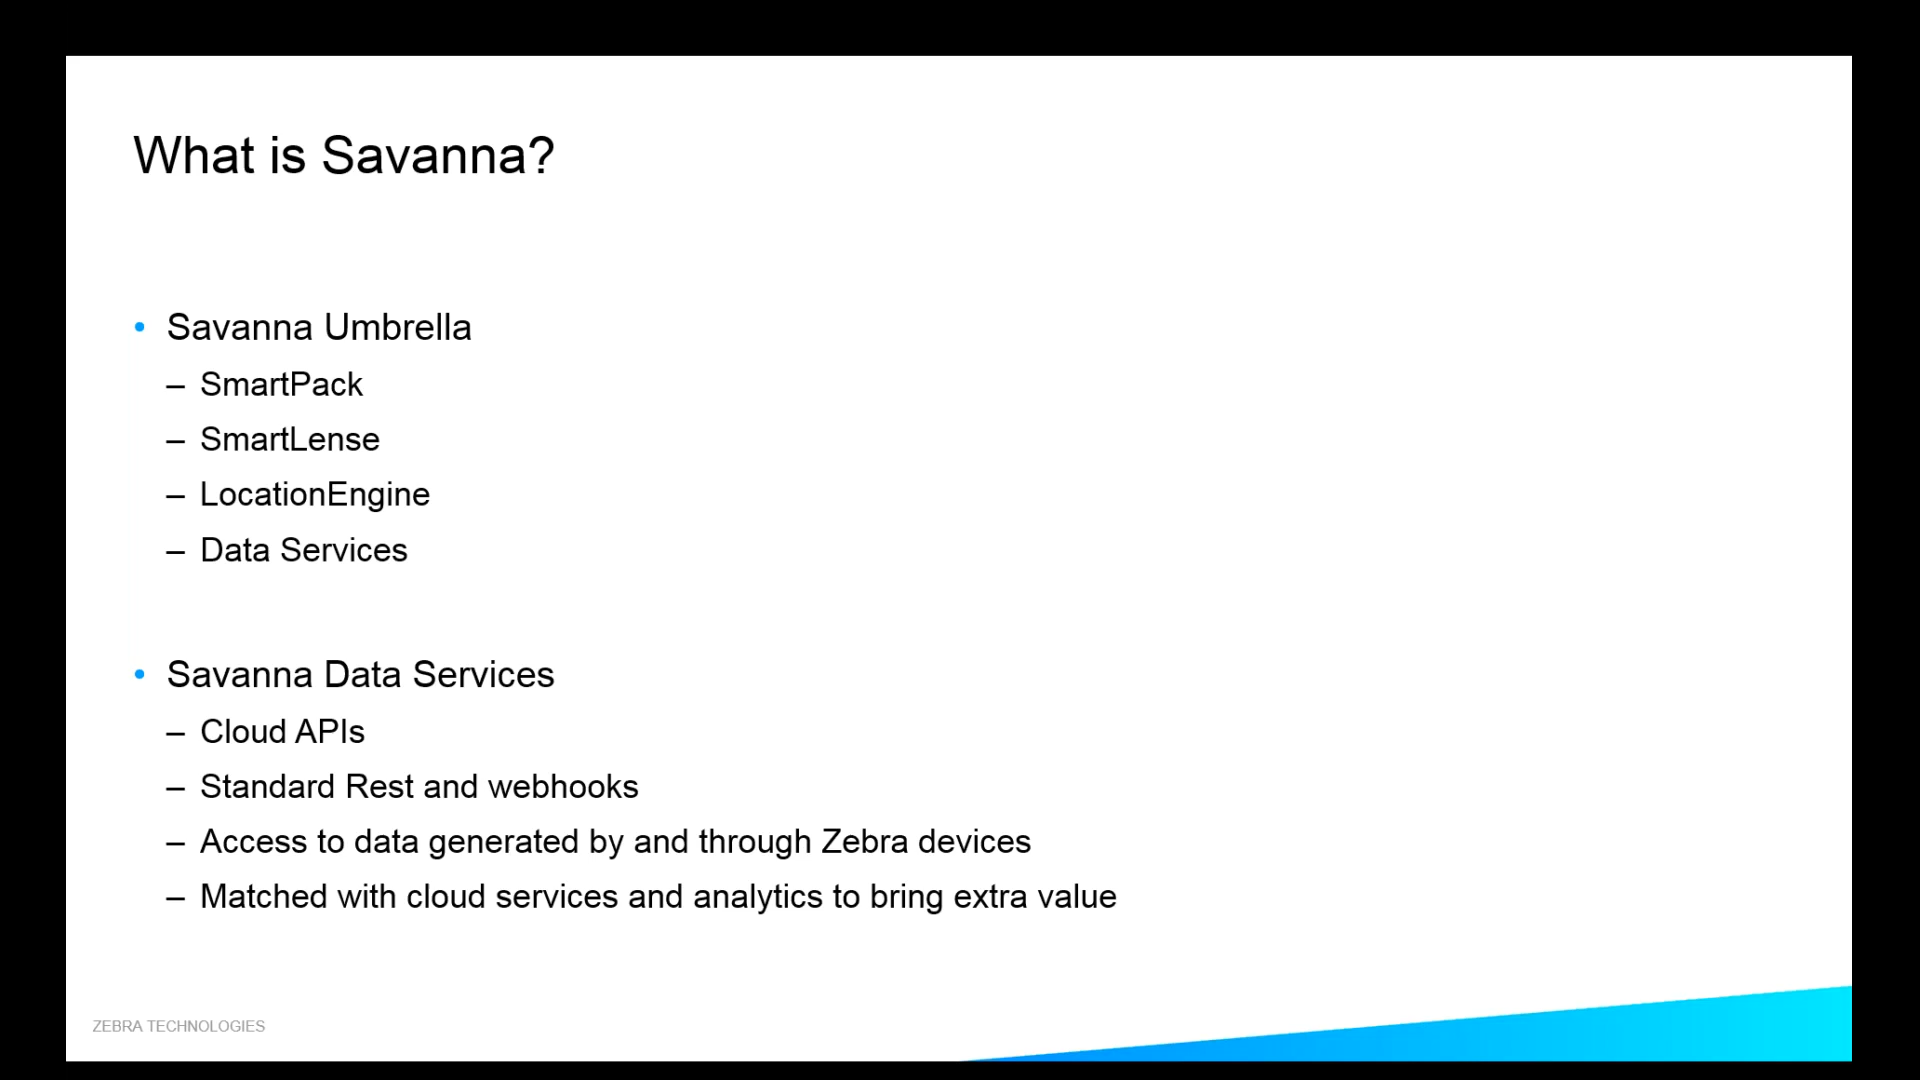 What is Savanna?
• Savanna Umbrella
– SmartPack
– SmartLense
– LocationEngine
– Data Services
• Savanna Data Services
– Cloud APIs
– Standard Rest and webhooks
– Access to data generated by and through Zebra devices
– Matched with cloud services and analytics to bring extra value
ZEBRA TECHNOLOGIES